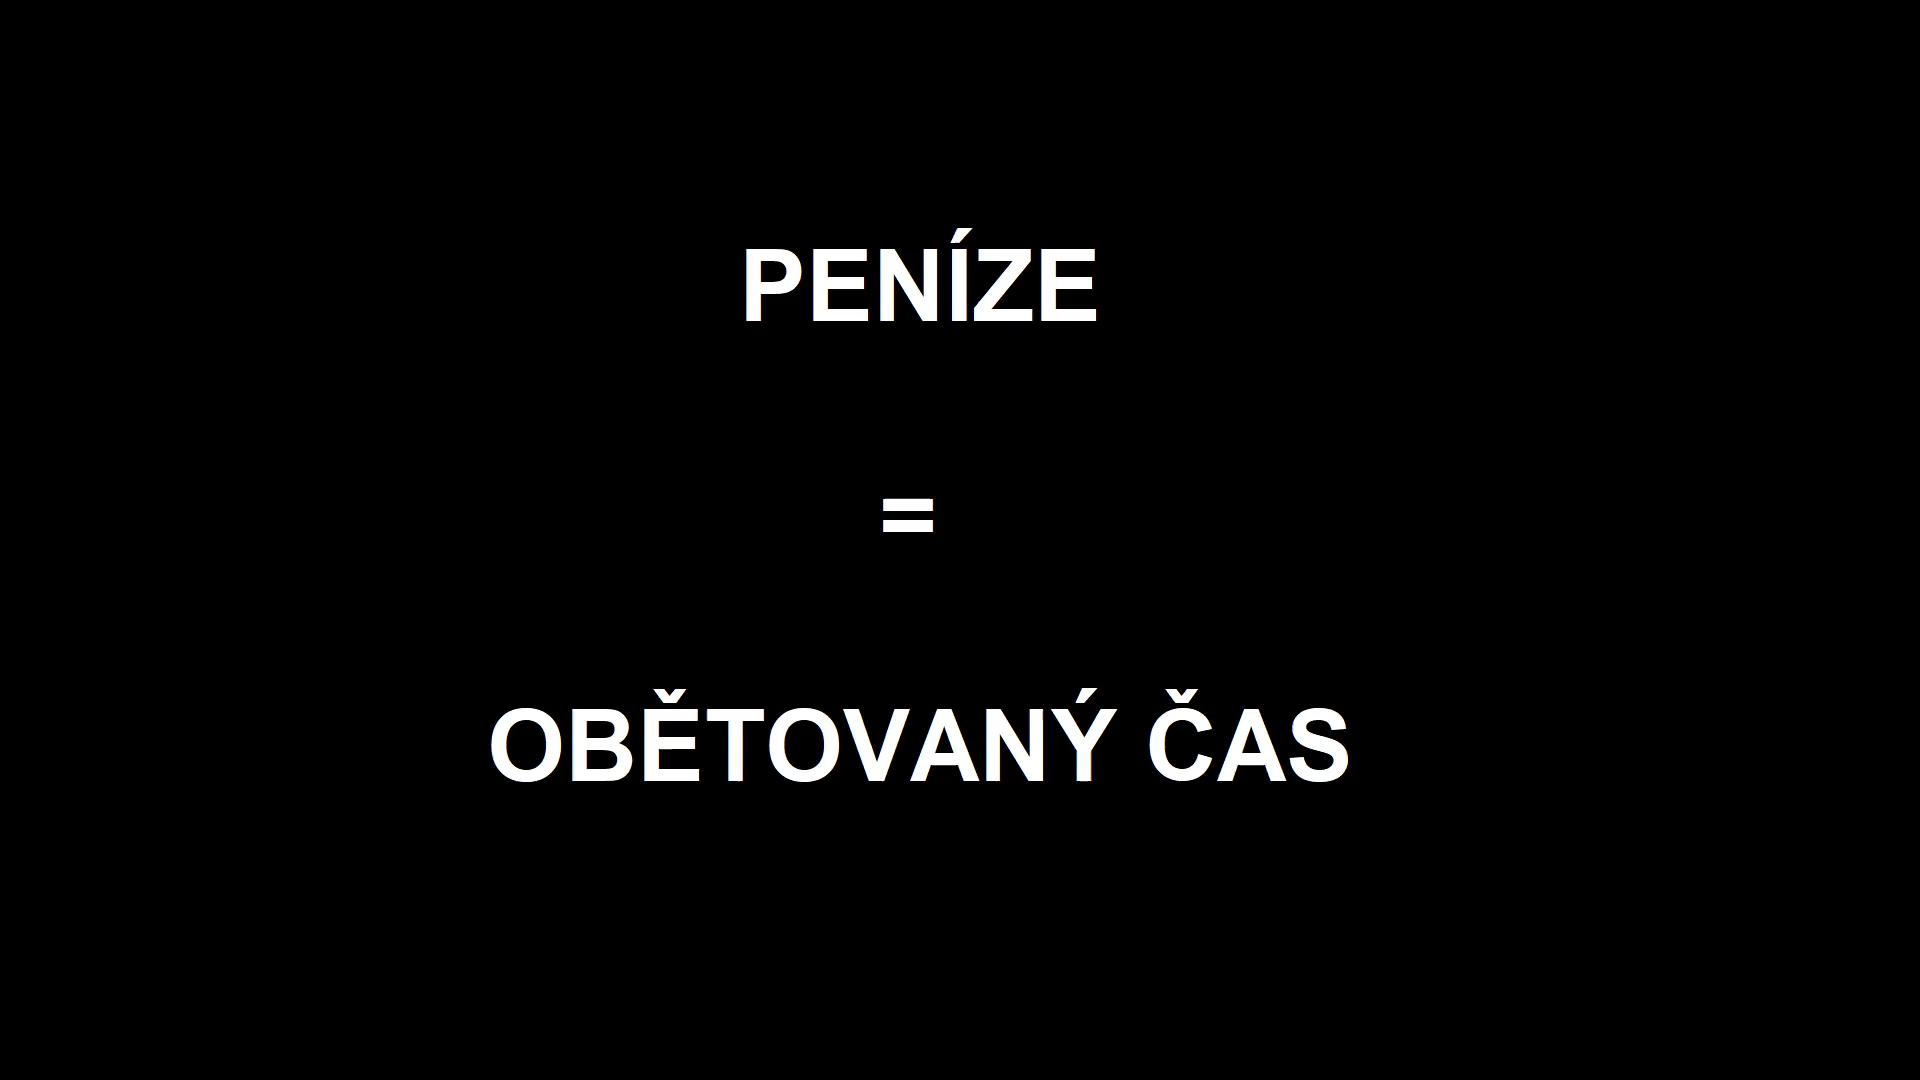 PENÍZE
=
OBĚTOVANÝ ČAS